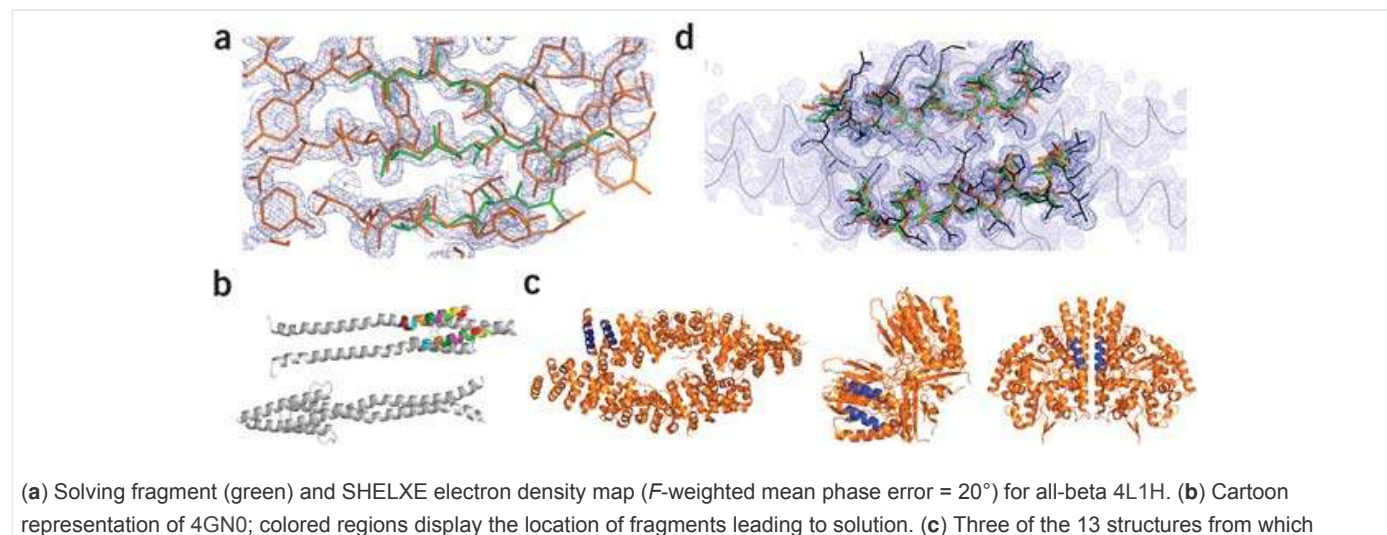 a
d
b
c
(a) Solving fragment (green) and SHELXE electron density map (F-weighted mean phase error = 20°) for all-beta 4L1H. (b) Cartoon
representation of 4GN0; colored regions display the location of fragments leading to solution. (c) Three of the 13 structures from which